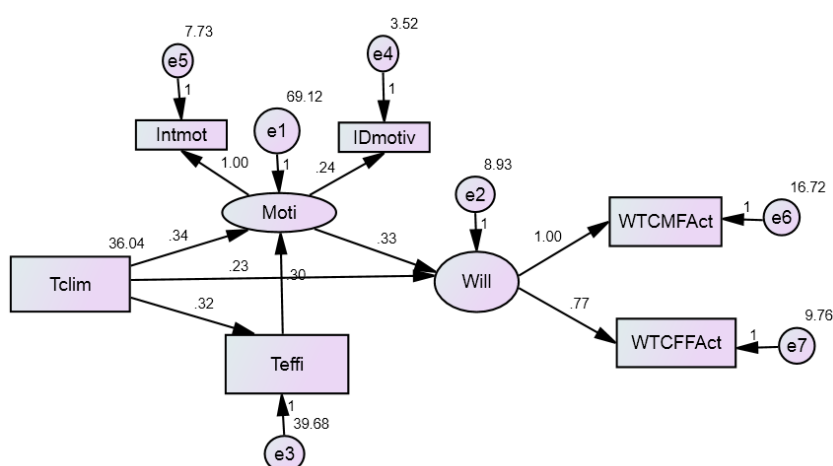 3.52
7.73
e5
e4
69.12
1
1
Intmot
e1
IDmotiv
1.00
1
.24
8.93
16.72
Moti
e2
e6
1
WTCMFAct
1
36.04
.34
.33
1.00
Tclim
.23
.30
Will
.32
.77
9.76
Teffi
WTCFFAct
1
e7
1
39.68
e3